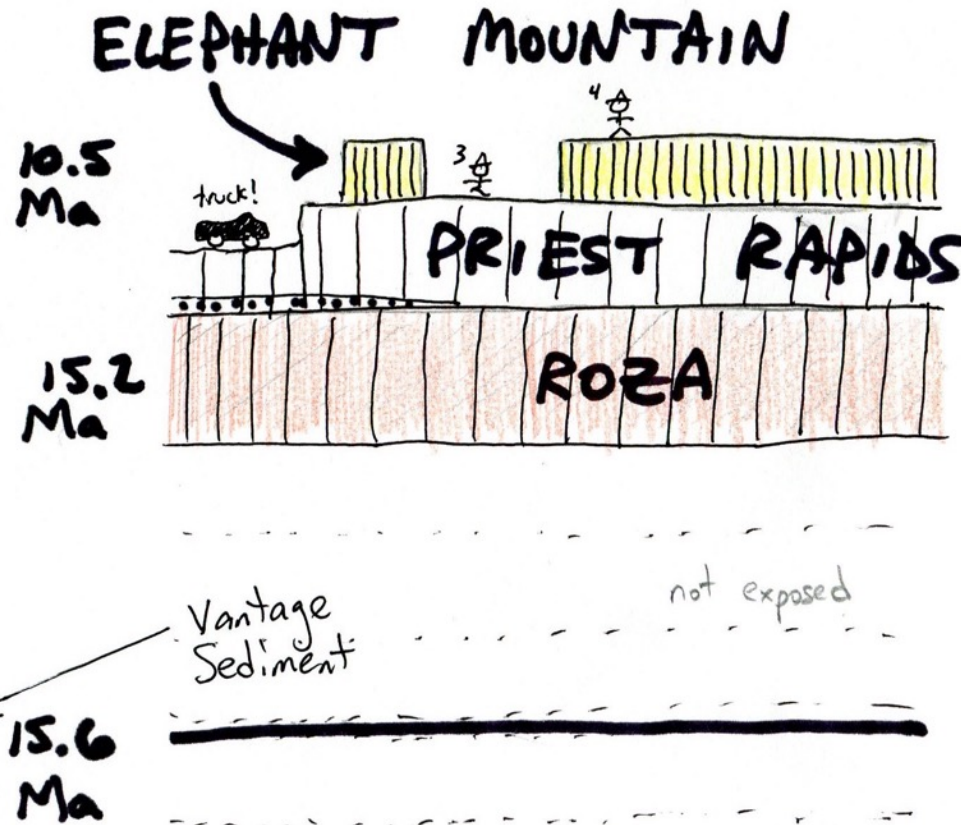 ELEPHANT MOUNTAIN
4
10.5
Ma
3
truck!
PRIEST RAPIDS
15.2
Ma
ROZA
not exposed
Vantage
Sediment
15.6
Ma